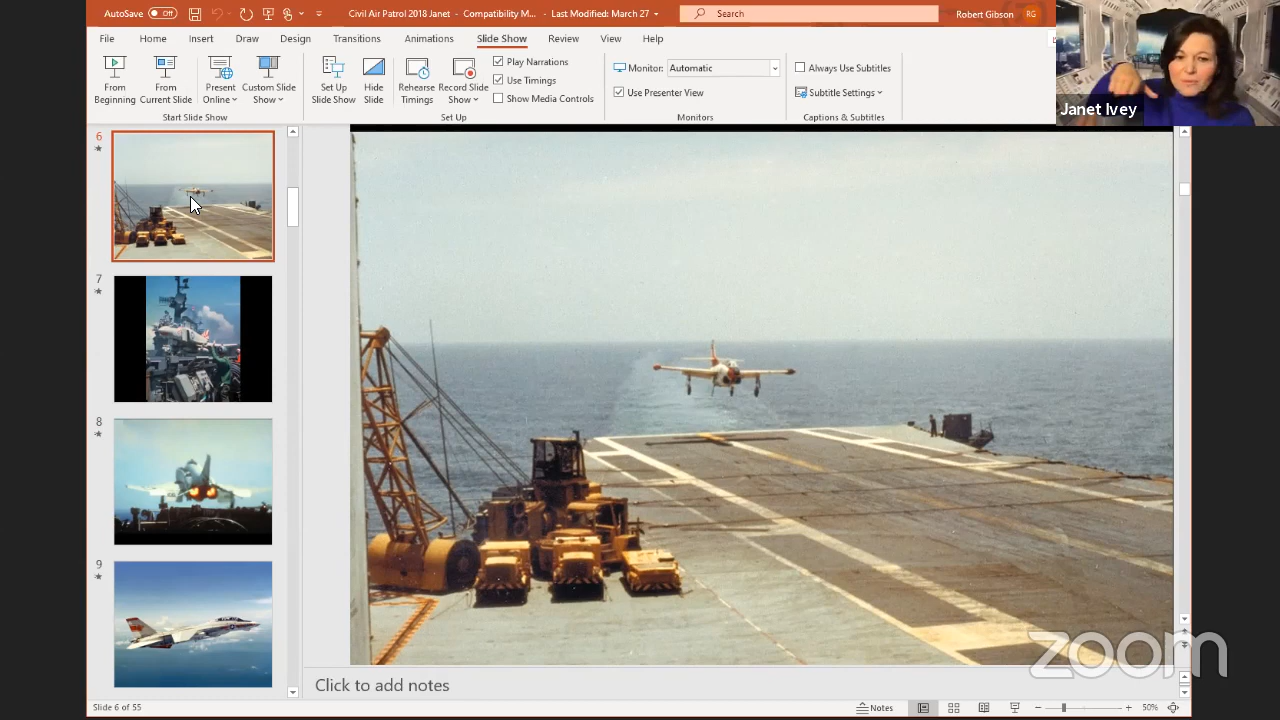 AutoSave Off Civil Air Patrol 2018 Janet - Compatibility M... - Last Modified: March 27 Search Robert Gibson RG
File Home Insert Draw Design Transitions Animations Slide Show Review View Help
From Beginning
From Current Slide
Present Online
Custom Slide Show
Start Slide Show
Set Up Slide Show
Hide Slide
Rehearse Timings
Record Slide Show
Play Narrations
Use Timings
Show Media Controls
Set Up
Monitor: Automatic
Use Presenter View
Monitors
Always Use Subtitles
Subtitle Settings
Captions & Subtitles
Janet Ivey
6
7
8
9
zoom
Click to add notes
Slide 6 of 55 Notes 50%